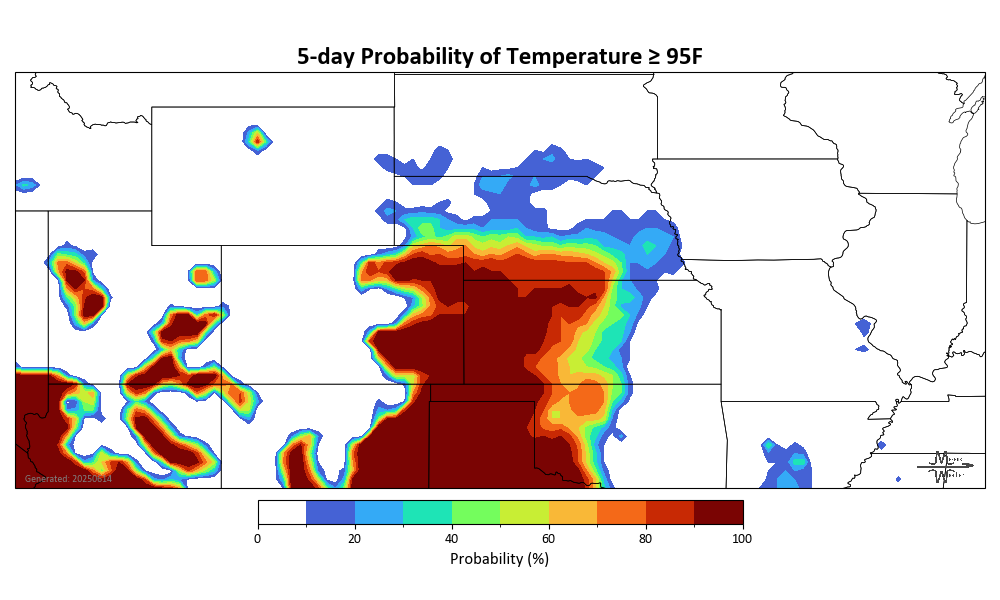 5-day Probability of Temperature ≥ 95F
Generated: 20250814
0 20 40 60 80 100
Probability (%)